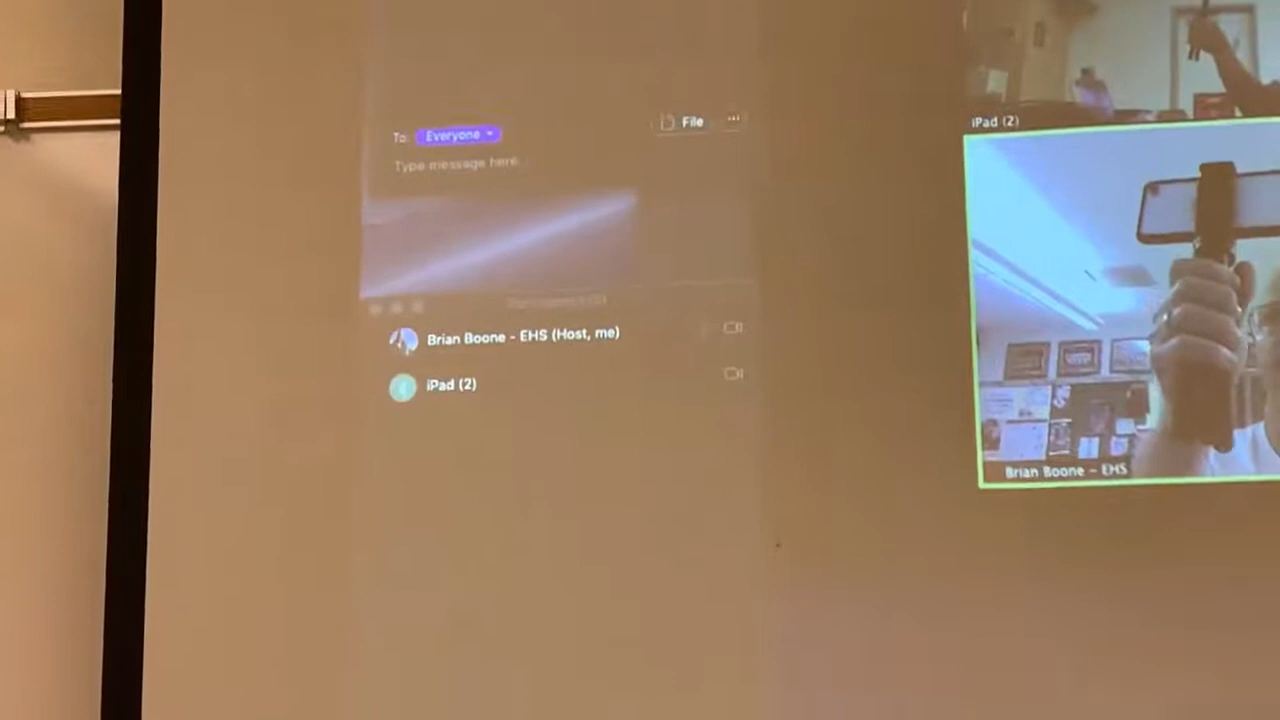 To: Everyone
File
Type message here...
Brian Boone - EHS (Host, me)
iPad (2)
iPad (2)
Brian Boone - EHS